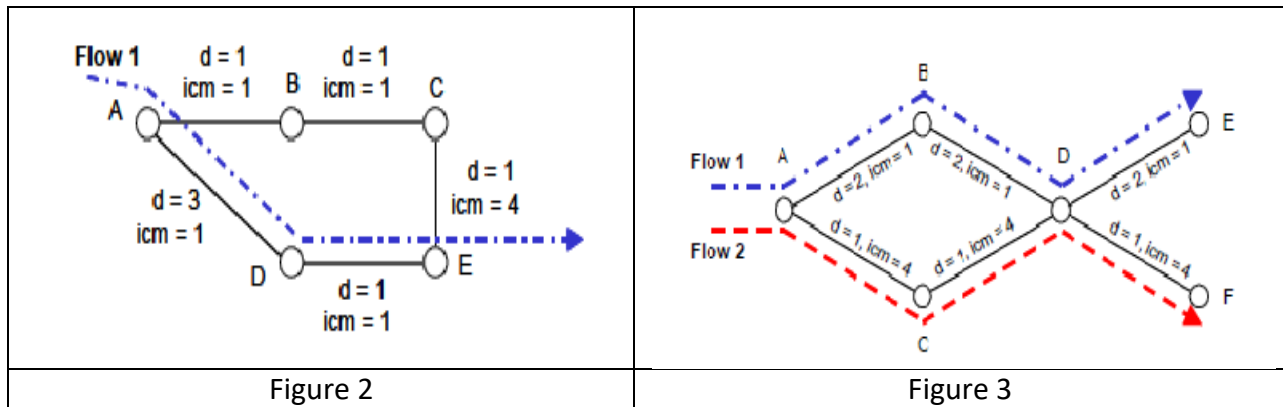 Flow 1
d = 1
icm = 1
d = 1
icm = 1
A
B
C
d = 1
icm = 4
d = 3
icm = 1
D
E
d = 1
icm = 1
Figure 2
B
E
A
D
Flow 1
d=2, icm=1
d=2, icm=1
d=2, icm=1
Flow 2
d=1, icm=4
d=1, icm=4
d=1, icm=4
C
F
Figure 3